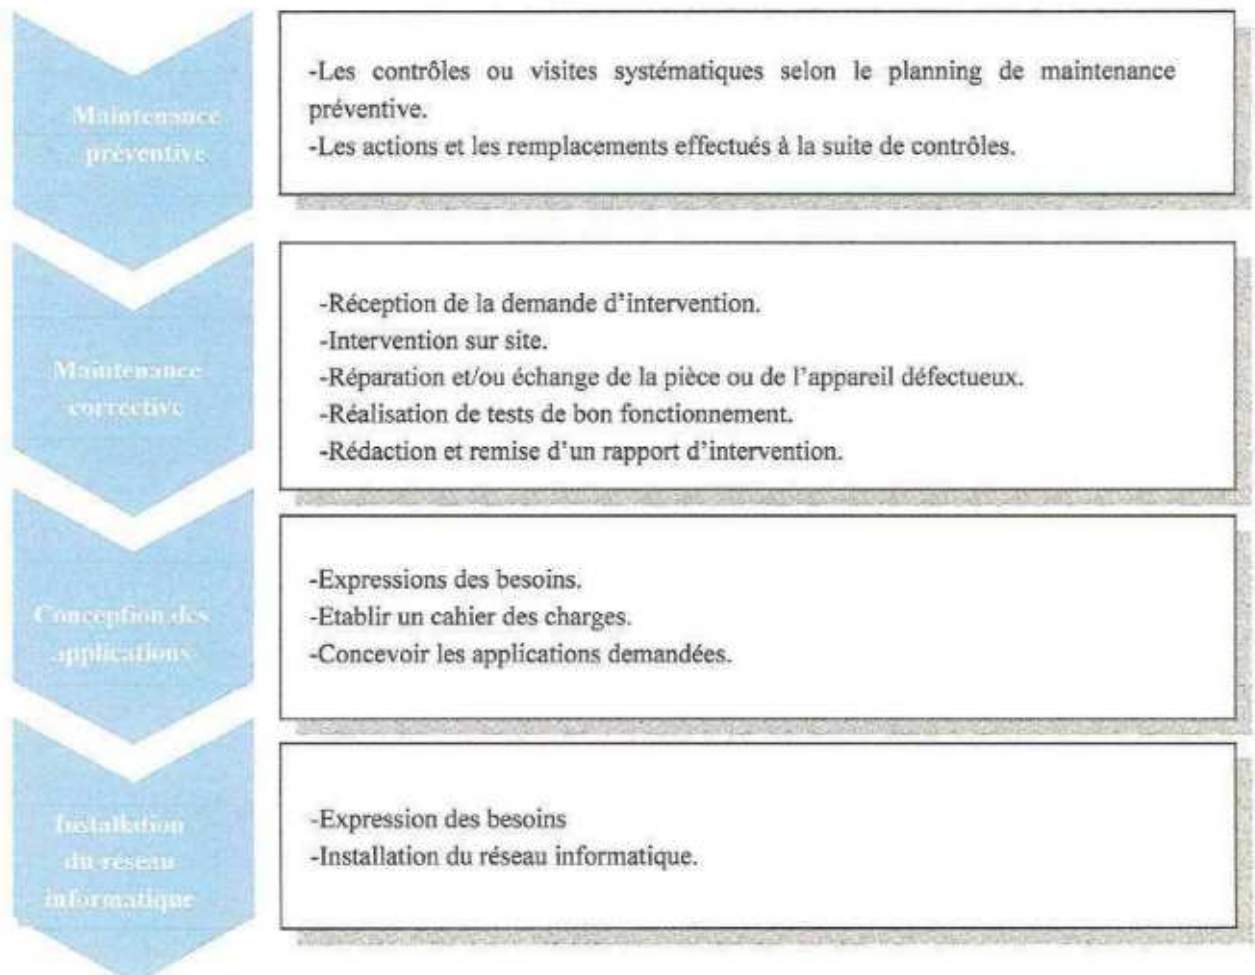 Maintenance
préventive
-Les contrôles ou visites systématiques selon le planning de maintenance
préventive.
-Les actions et les remplacements effectués à la suite de contrôles.
Maintenance
corrective
-Réception de la demande d'intervention.
-Intervention sur site.
-Réparation et/ou échange de la pièce ou de l'appareil défectueux.
-Réalisation de tests de bon fonctionnement.
-Rédaction et remise d'un rapport d'intervention.
Conception des
applications
-Expressions des besoins.
-Etablir un cahier des charges.
-Concevoir les applications demandées.
Installation
du réseau
informatique
-Expression des besoins
-Installation du réseau informatique.